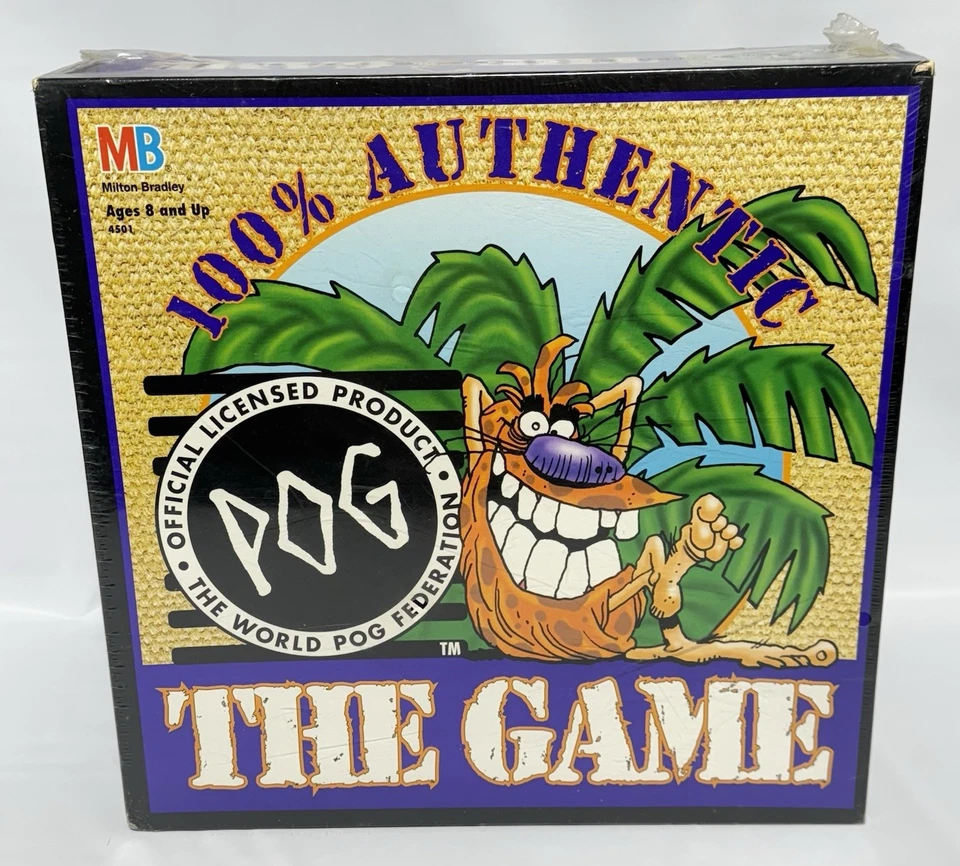 MB
Milton Bradley
Ages 8 and Up
4501
100% AUTHENTIC
• OFFICIAL LICENSED PRODUCT •
POG
THE WORLD POG FEDERATION
TM
THE GAME